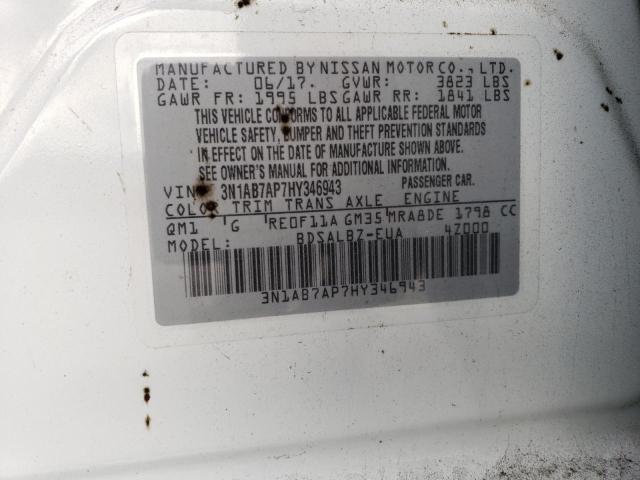 MANUFACTURED BY NISSAN MOTOR CO., LTD.
DATE: 06/17. GVWR: 3823 LBS
GAWR FR: 1995 LBS GAWR RR: 1841 LBS
THIS VEHICLE CONFORMS TO ALL APPLICABLE FEDERAL MOTOR
VEHICLE SAFETY, BUMPER AND THEFT PREVENTION STANDARDS
IN EFFECT ON THE DATE OF MANUFACTURE SHOWN ABOVE.
SEE OWNER'S MANUAL FOR ADDITIONAL INFORMATION.
VIN 3N1AB7AP7HY346943 PASSENGER CAR.
COLOR TRIM TRANS AXLE ENGINE
QM1 G RE0F11A GM35 MRA8DE 1798 CC
MODEL: BDSALBZ-EUA 4Z000
3N1AB7AP7HY346943